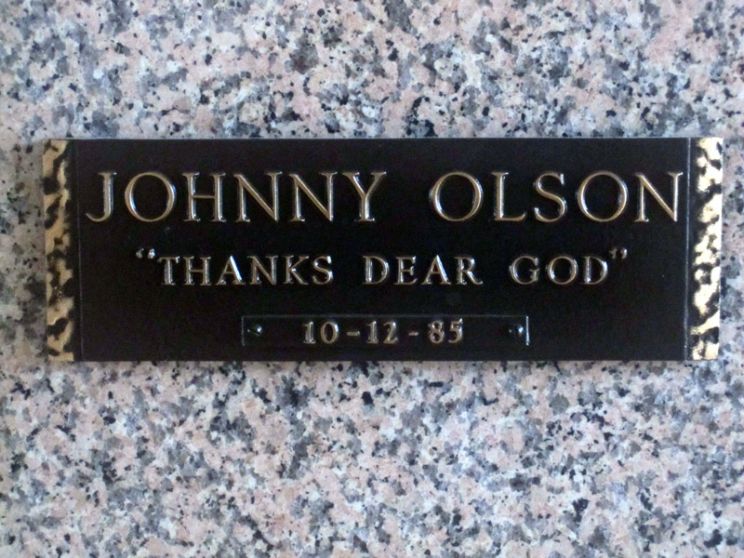 JOHNNY OLSON
"THANKS DEAR GOD"
10-12-85